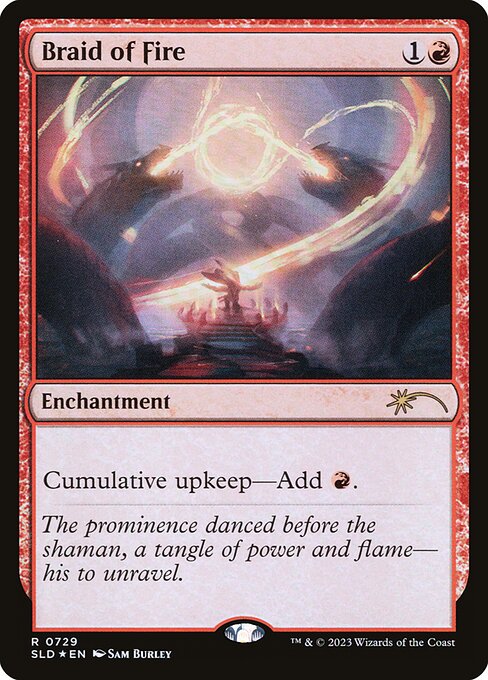 Braid of Fire 1
Enchantment
Cumulative upkeep—Add .
The prominence danced before the
shaman, a tangle of power and flame—
his to unravel.
R 0729
SLD★EN Sam Burley
™ & © 2023 Wizards of the Coast